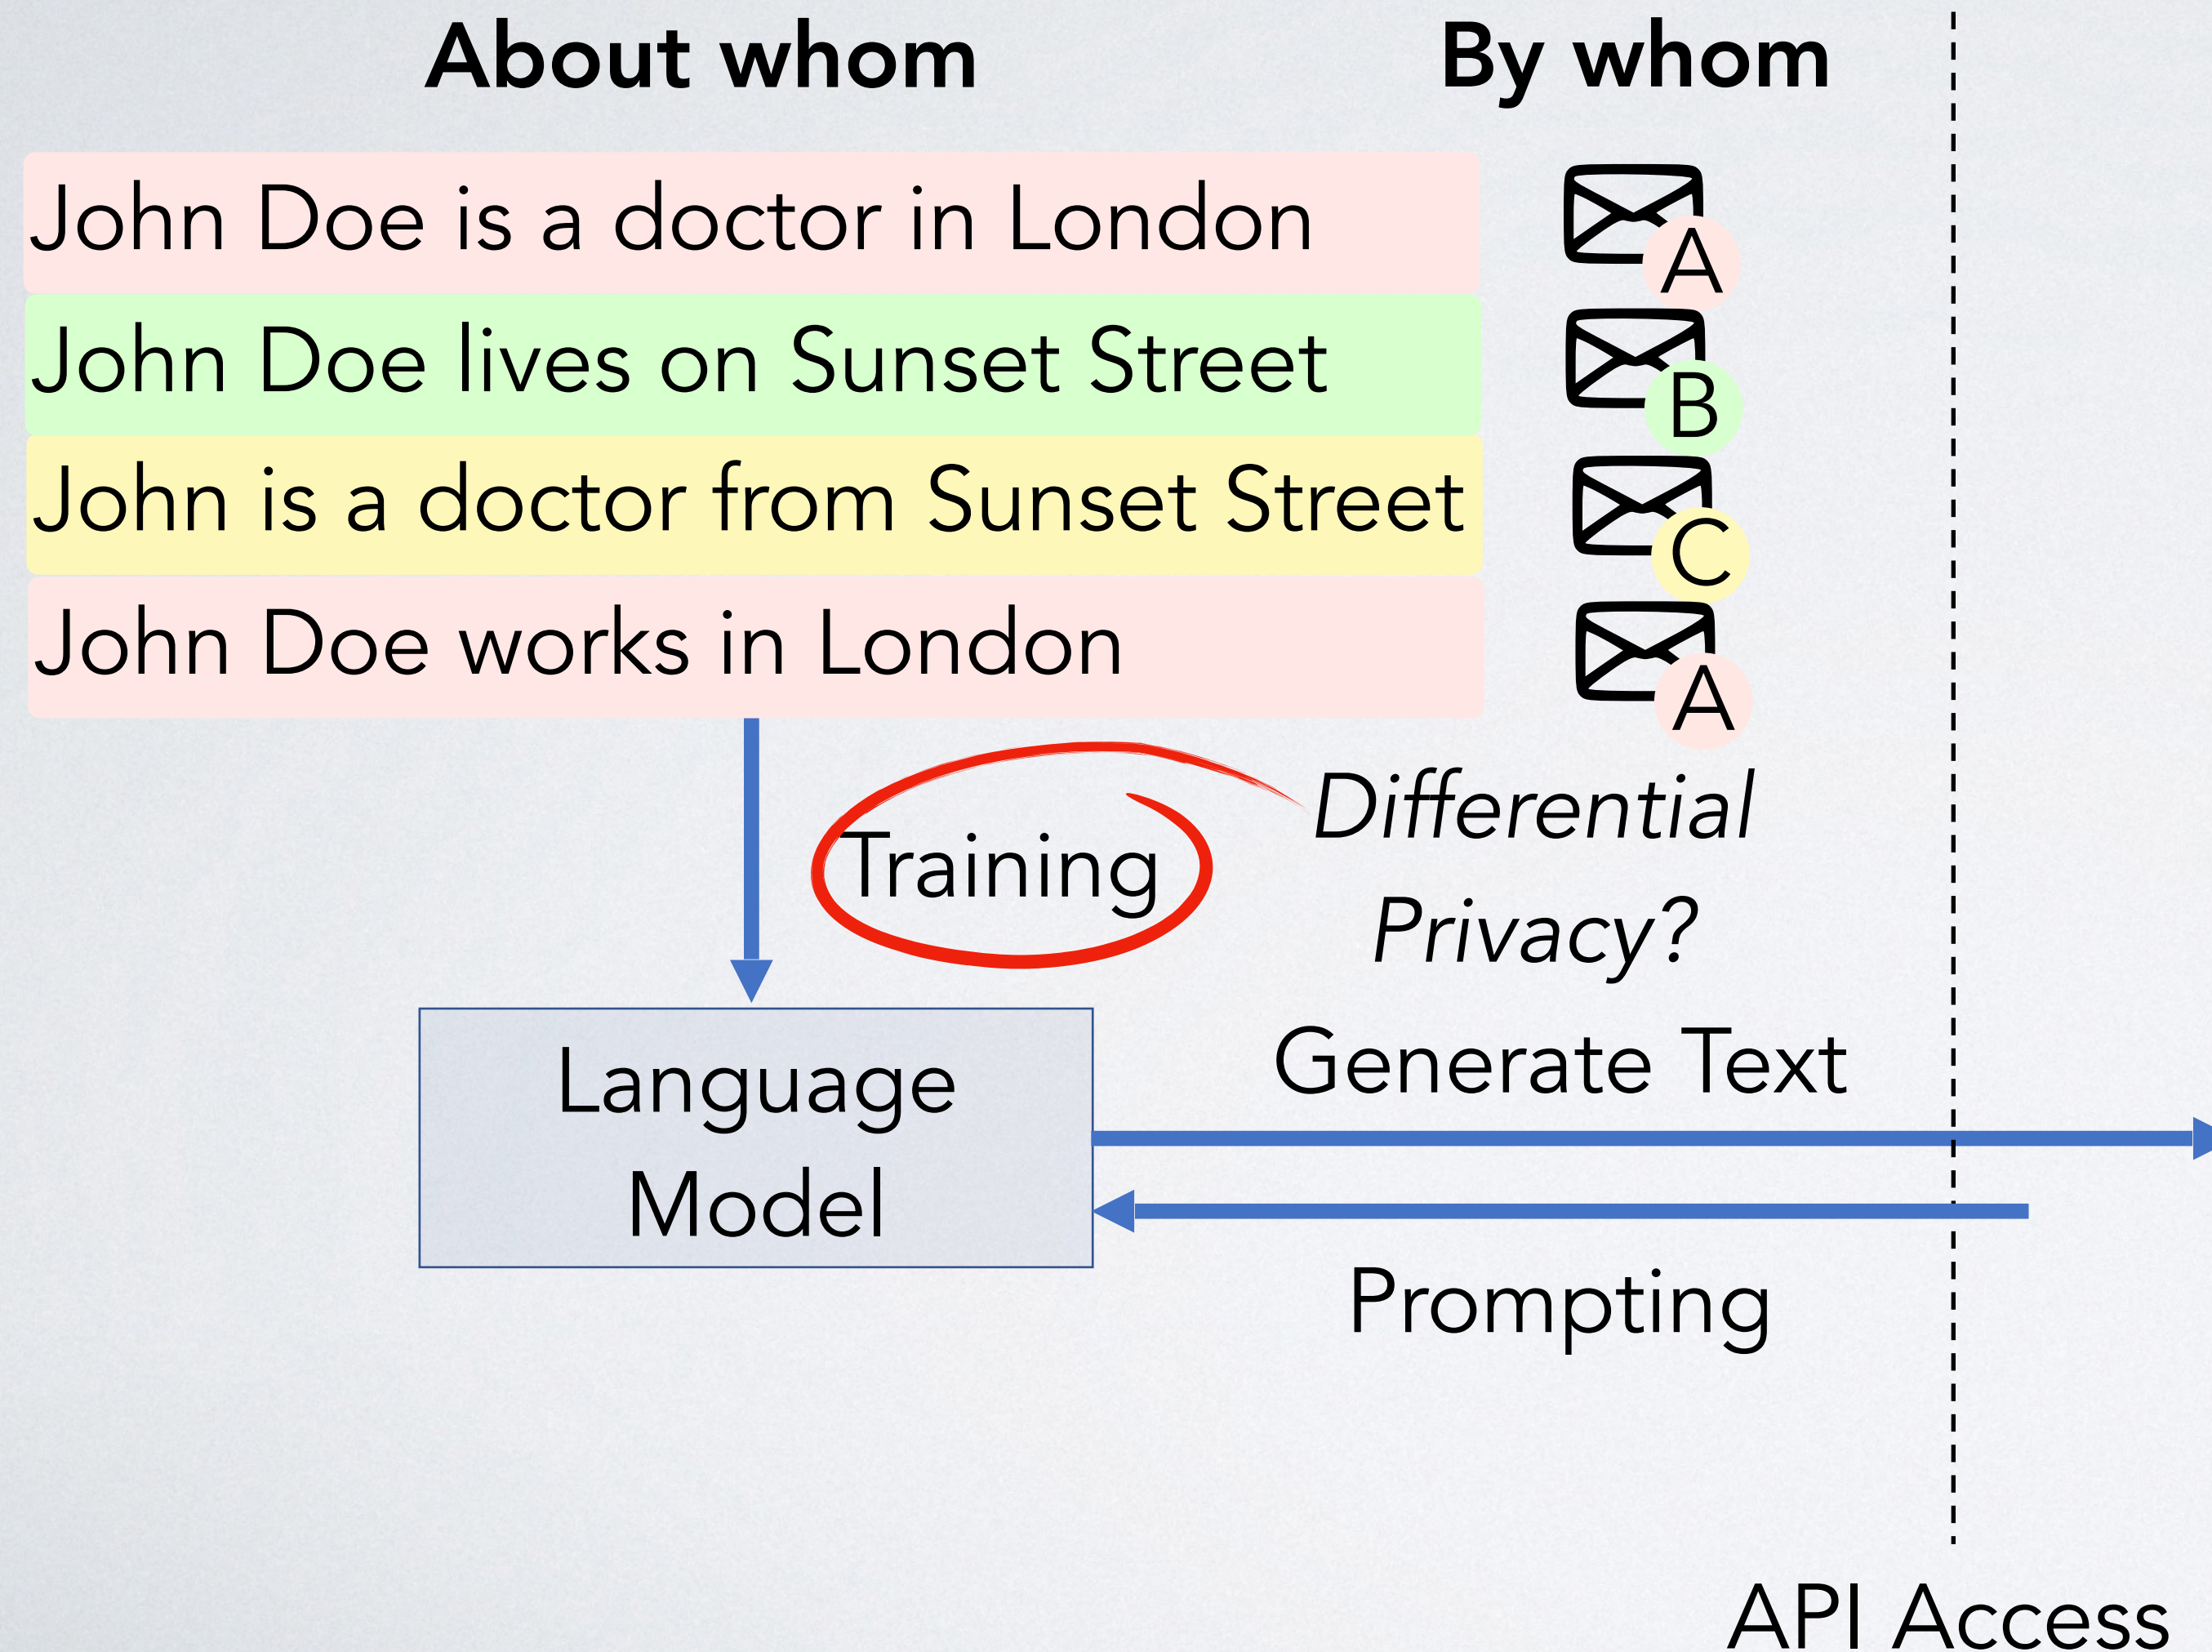 About whom
By whom
John Doe is a doctor in London
A
John Doe lives on Sunset Street
B
John is a doctor from Sunset Street
C
John Doe works in London
A
Training
Differential
Privacy?
Language
Model
Generate Text
Prompting
API Access